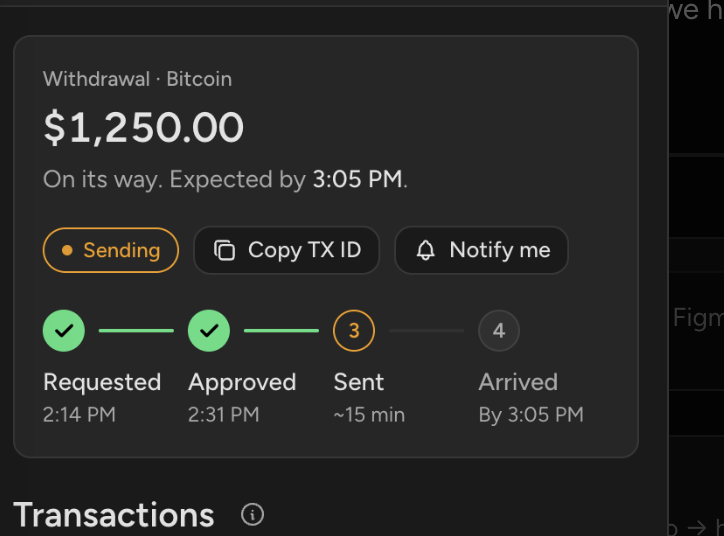 we h
Withdrawal · Bitcoin
$1,250.00
On its way. Expected by 3:05 PM.
Sending
Copy TX ID
Notify me
3
4
Figm
Requested
Approved
Sent
Arrived
2:14 PM
2:31 PM
~15 min
By 3:05 PM
Transactions
→ h